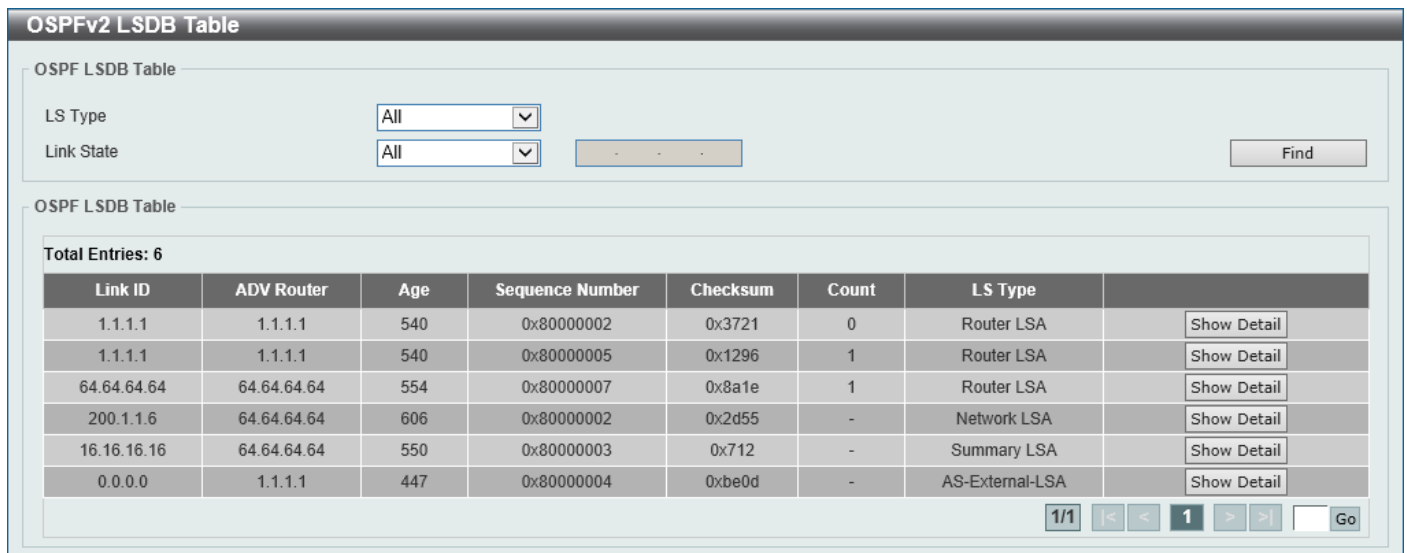 OSPFv2 LSDB Table
OSPF LSDB Table
LS Type All
Link State All . . . Find
OSPF LSDB Table
Total Entries: 6
Link ID ADV Router Age Sequence Number Checksum Count LS Type
1.1.1.1 1.1.1.1 540 0x80000002 0x3721 0 Router LSA Show Detail
1.1.1.1 1.1.1.1 540 0x80000005 0x1296 1 Router LSA Show Detail
64.64.64.64 64.64.64.64 554 0x80000007 0x8a1e 1 Router LSA Show Detail
200.1.1.6 64.64.64.64 606 0x80000002 0x2d55 - Network LSA Show Detail
16.16.16.16 64.64.64.64 550 0x80000003 0x712 - Summary LSA Show Detail
0.0.0.0 1.1.1.1 447 0x80000004 0xbe0d - AS-External-LSA Show Detail
1/1 |< < 1 > >| Go